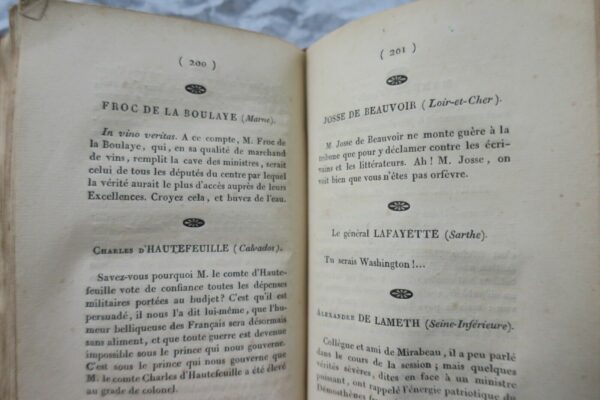 ( 200 )
FROC DE LA BOULAYE (Marne).
In vino veritas. A ce compte, M. Froc de
la Boulaye, qui, en sa qualité de marchand
de vins, remplit la cave des ministres, serait
celui de tous les députés du centre par lequel
la vérité aurait le plus d'accès auprès de leurs
Excellences. Croyez cela, et buvez de l'eau.
CHARLES D'HAUTEFEUILLE (Calvados).
Savez-vous pourquoi M. le comte d'Haute-
feuille vote de confiance toutes les dépenses
militaires portées au budjet? C'est qu'il est
persuadé, il nous l'a dit lui-même, que l'hu-
meur belliqueuse des Français sera désormais
sans aliment, et que toute guerre est devenue
impossible sous le prince qui nous gouverne.
C'est sous le prince qui nous gouverne que
M. le comte Charles d'Hautefeuille a été élevé
au grade de colonel.
( 201 )
JOSSE DE BEAUVOIR (Loir-et-Cher).
M. Josse de Beauvoir ne monte guère à la
tribune que pour y déclamer contre les écri-
vains et les littérateurs. Ah! M. Josse, on
voit bien que vous n'êtes pas orfèvre.
Le général LAFAYETTE (Sarthe).
Tu serais Washington!...
ALEXANDRE DE LAMETH (Seine-Inférieure).
Collègue et ami de Mirabeau, il a peu parlé
dans le cours de la session; mais quelques
vérités sévères, dites en face à un ministre
puissant, ont rappelé l'énergie patriotique du
Démosthènes